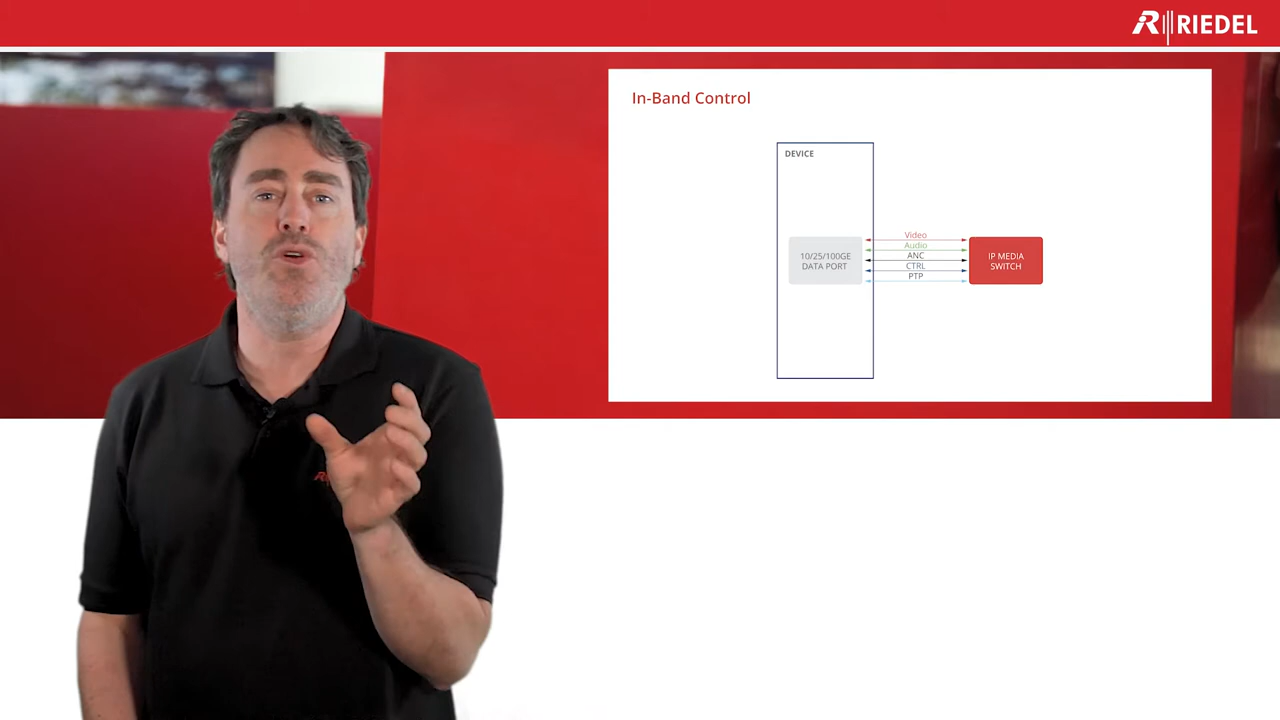 RIEDEL
In-Band Control
DEVICE
Video
Audio
ANC
CTRL
PTP
10/25/100GE
DATA PORT
IP MEDIA
SWITCH